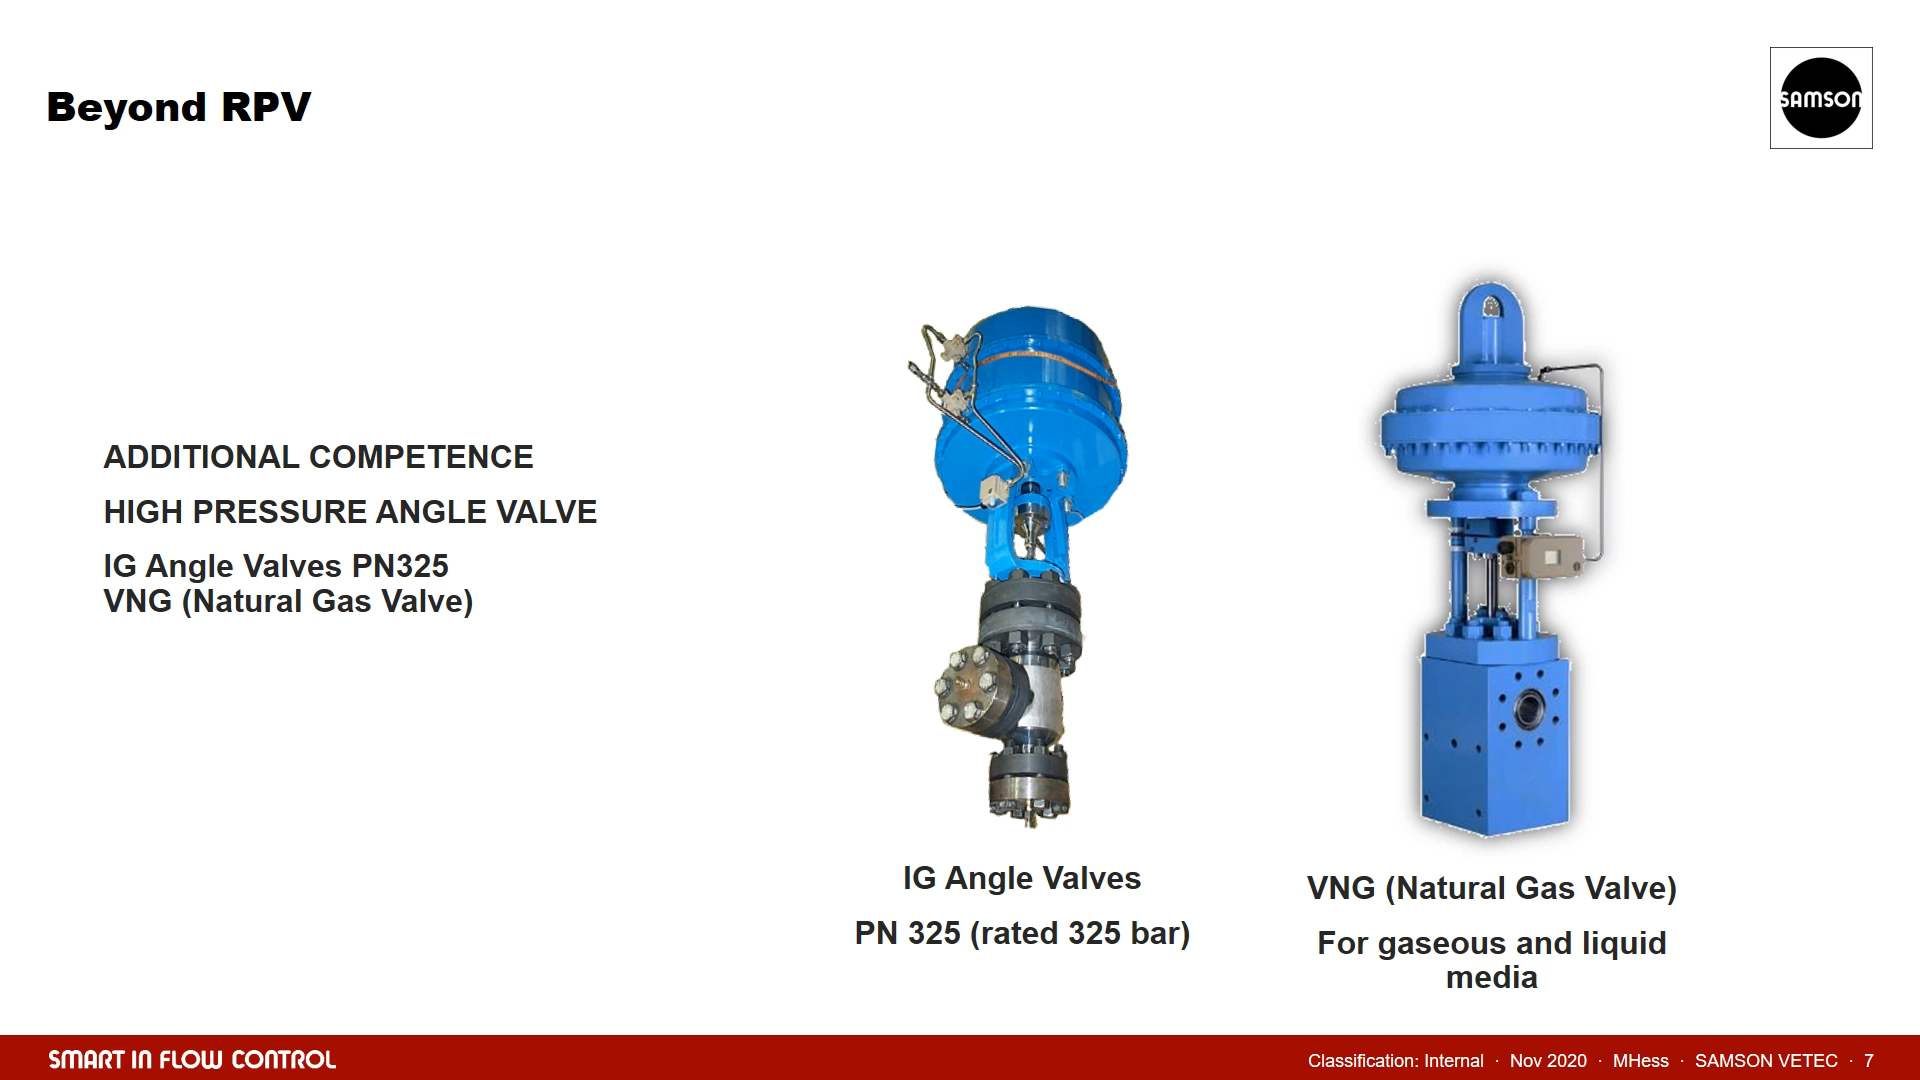 Beyond RPV
SAMSON
ADDITIONAL COMPETENCE
HIGH PRESSURE ANGLE VALVE
IG Angle Valves PN325
VNG (Natural Gas Valve)
IG Angle Valves
PN 325 (rated 325 bar)
VNG (Natural Gas Valve)
For gaseous and liquid
media
SMART IN FLOW CONTROL
Classification: Internal · Nov 2020 · MHess · SAMSON VETEC · 7